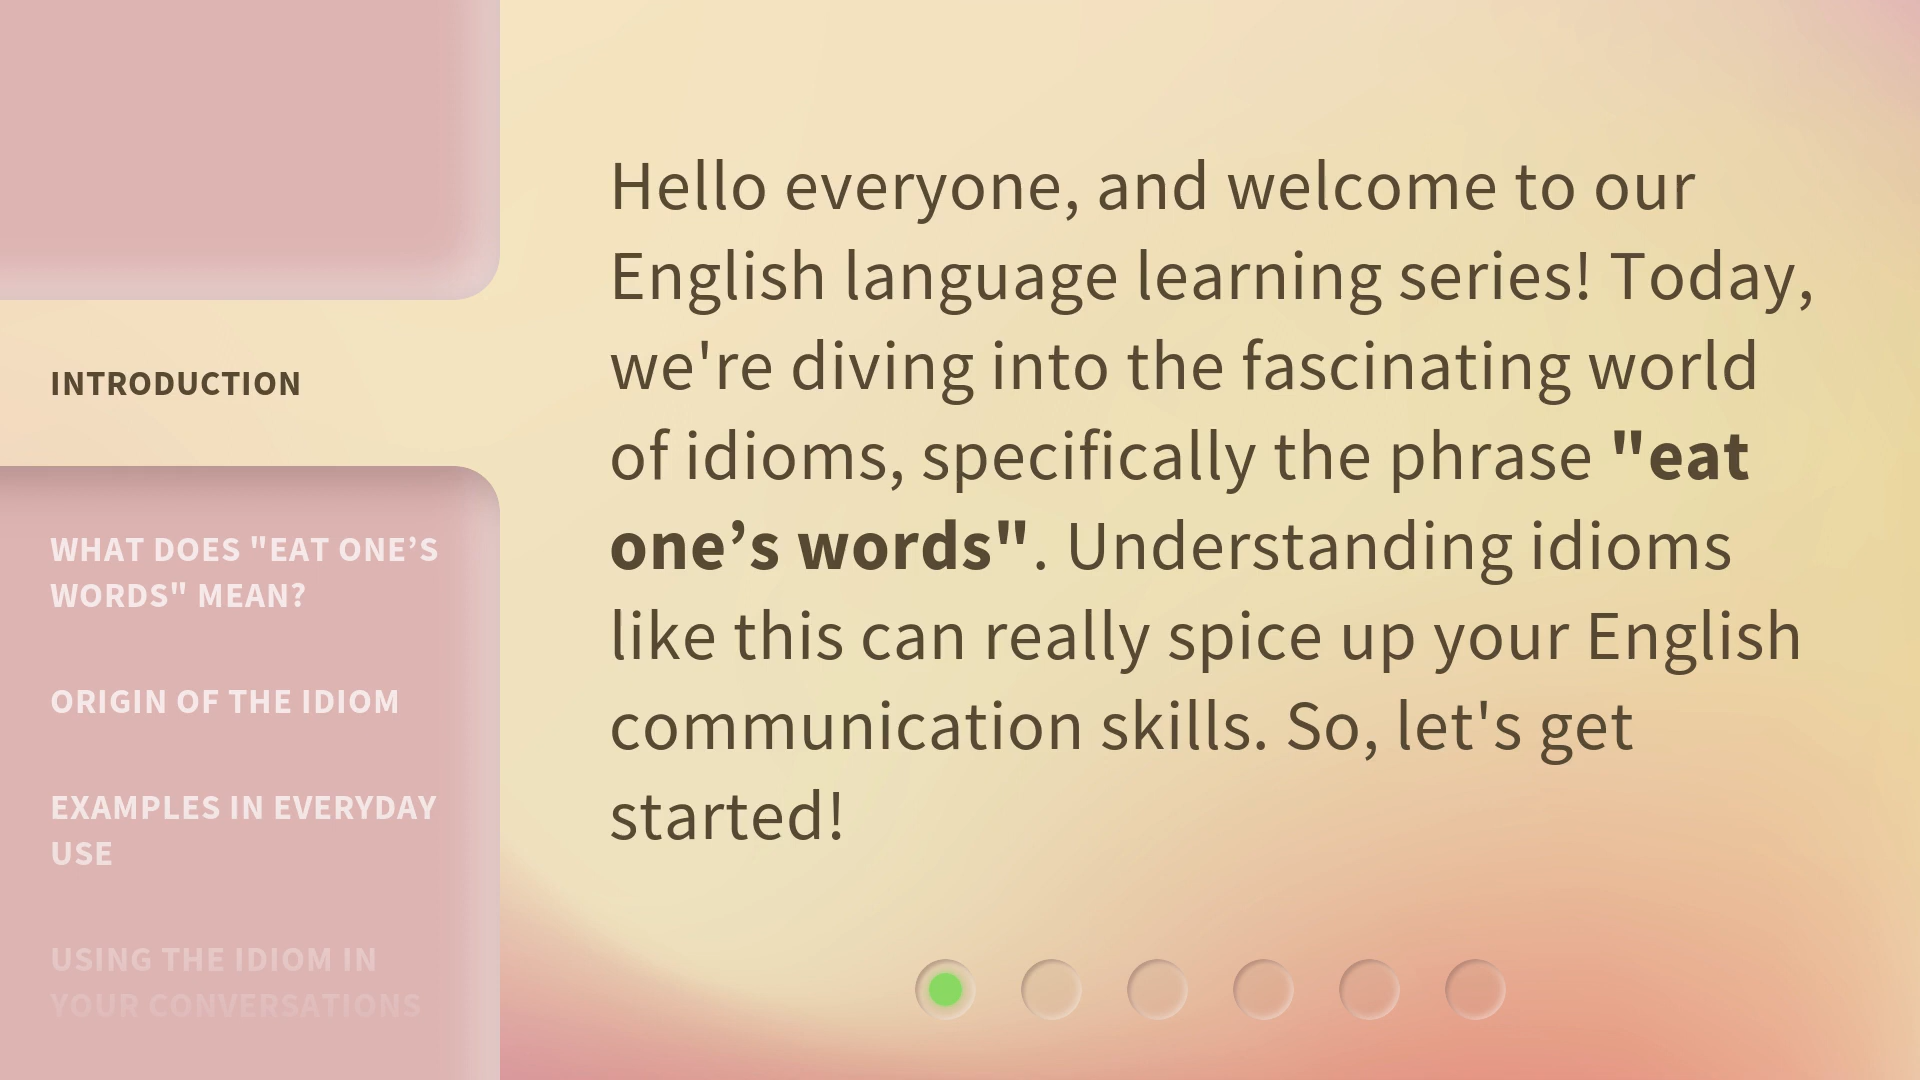 INTRODUCTION
WHAT DOES "EAT ONE’S
WORDS" MEAN?
ORIGIN OF THE IDIOM
EXAMPLES IN EVERYDAY
USE
USING THE IDIOM IN
YOUR CONVERSATIONS
Hello everyone, and welcome to our
English language learning series! Today,
we're diving into the fascinating world
of idioms, specifically the phrase "eat
one’s words". Understanding idioms
like this can really spice up your English
communication skills. So, let's get
started!